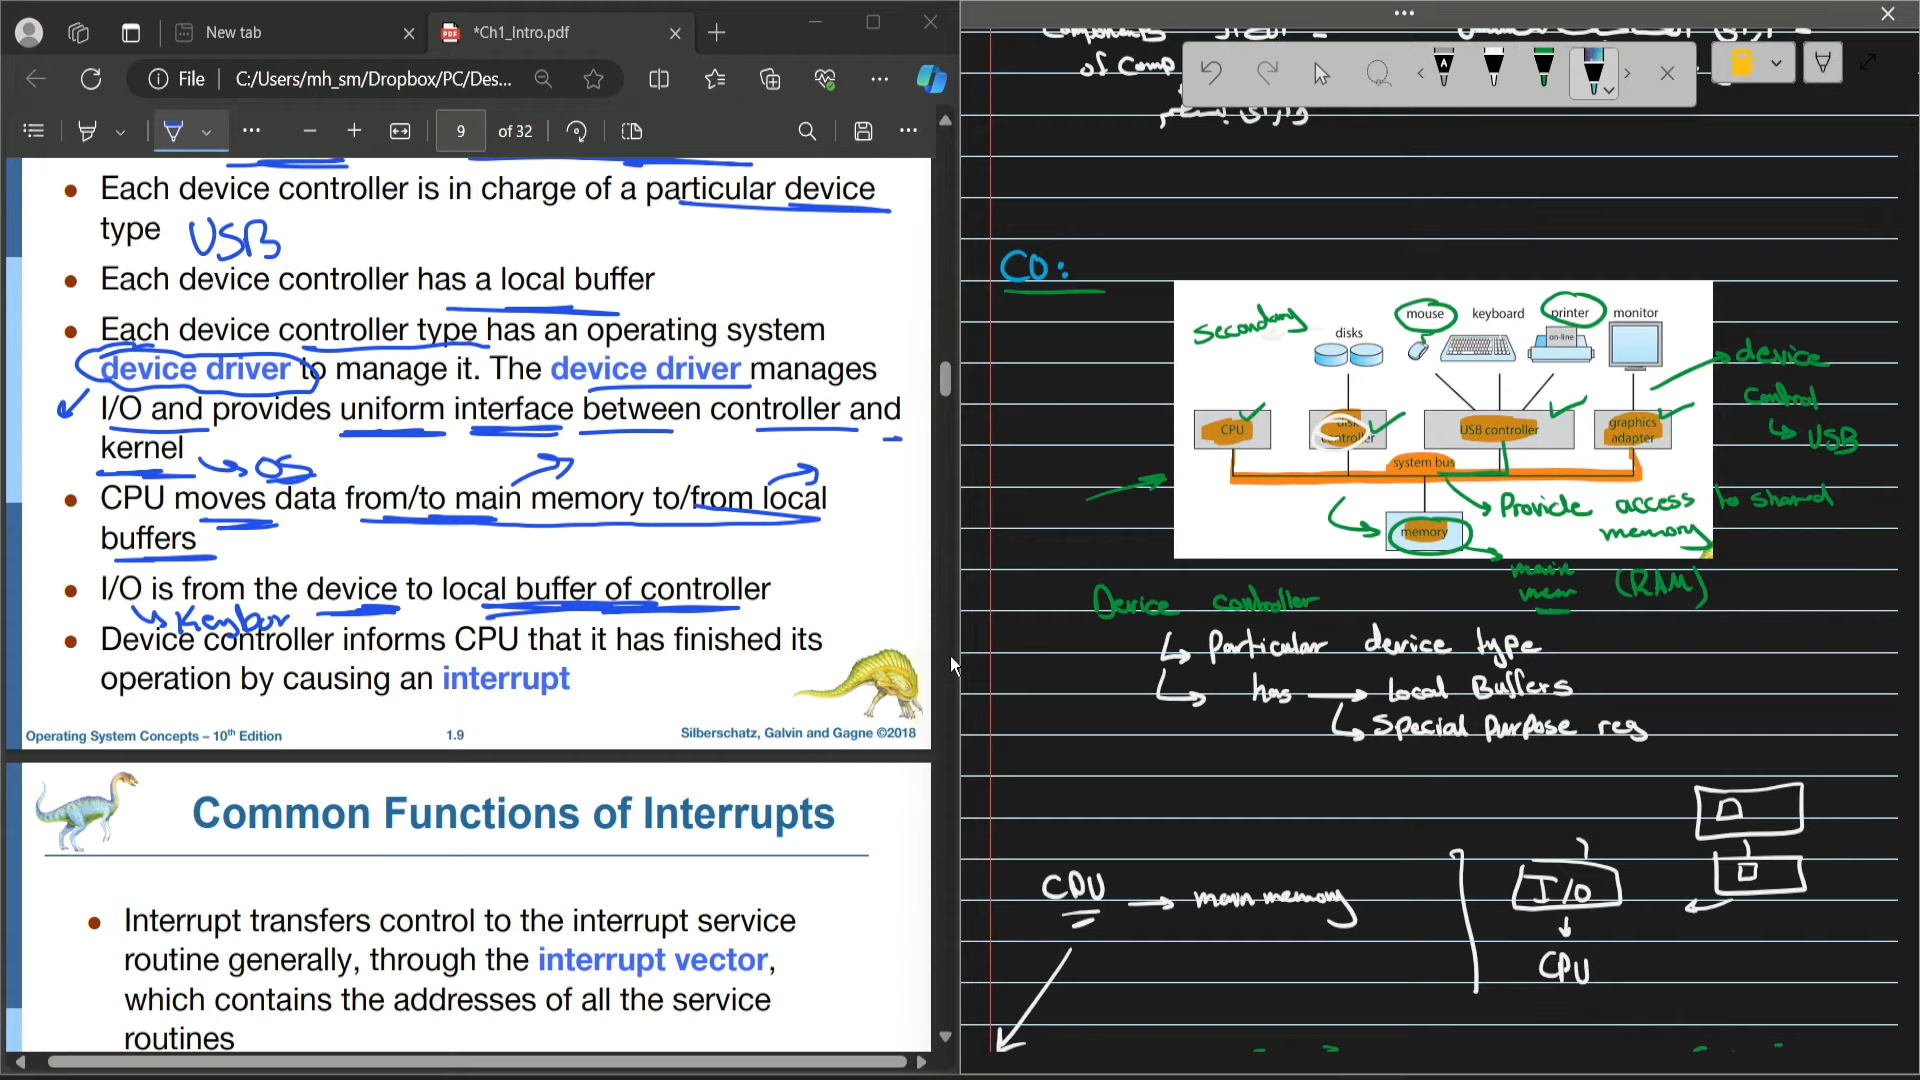 New tab
*Ch1_Intro.pdf
File
C:/Users/mh_sm/Dropbox/PC/Des...
9
of 32
Each device controller is in charge of a particular device
type
USB
Each device controller has a local buffer
Each device controller type has an operating system
device driver to manage it. The device driver manages
I/O and provides uniform interface between controller and
kernel
OS
CPU moves data from/to main memory to/from local
buffers
I/O is from the device to local buffer of controller
Keybor
Device controller informs CPU that it has finished its
operation by causing an interrupt
Operating System Concepts – 10th Edition
1.9
Silberschatz, Galvin and Gagne ©2018
Common Functions of Interrupts
Interrupt transfers control to the interrupt service
routine generally, through the interrupt vector,
which contains the addresses of all the service
routines
Components
of Comp
CO:
Secondary
disks
mouse
keyboard
printer
monitor
on-line
CPU
disk
controller
USB controller
graphics
adapter
system bus
memory
device
control
USB
Provide access to shared
memory
main
mem
(RAM)
Device controller
Particular device type
has → Local Buffers
Special Purpose reg
CPU → main memory
I/O
CPU